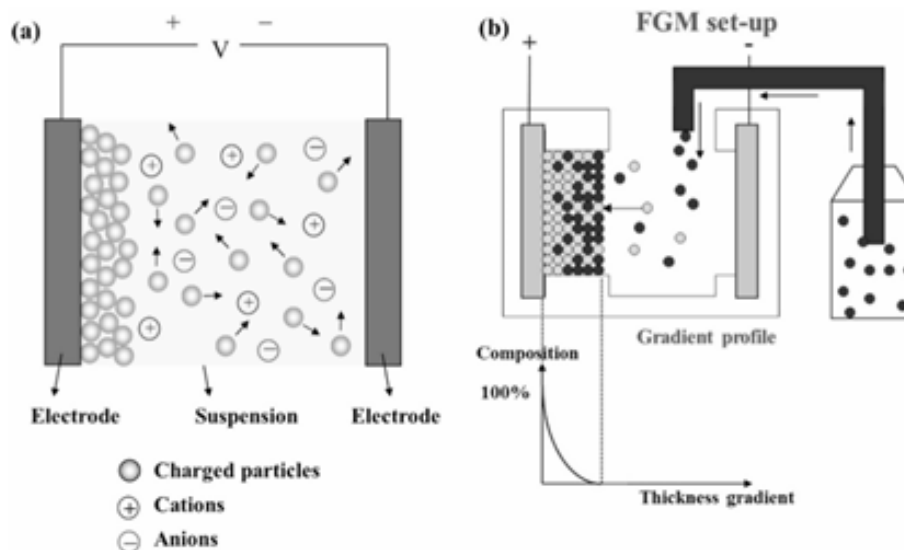 (a)
+ −
V
+
−
+
+
−
−
−
+
+
−
Electrode Suspension Electrode
Charged particles
+ Cations
− Anions
(b)
FGM set-up
+ -
Gradient profile
Composition
100%
Thickness gradient